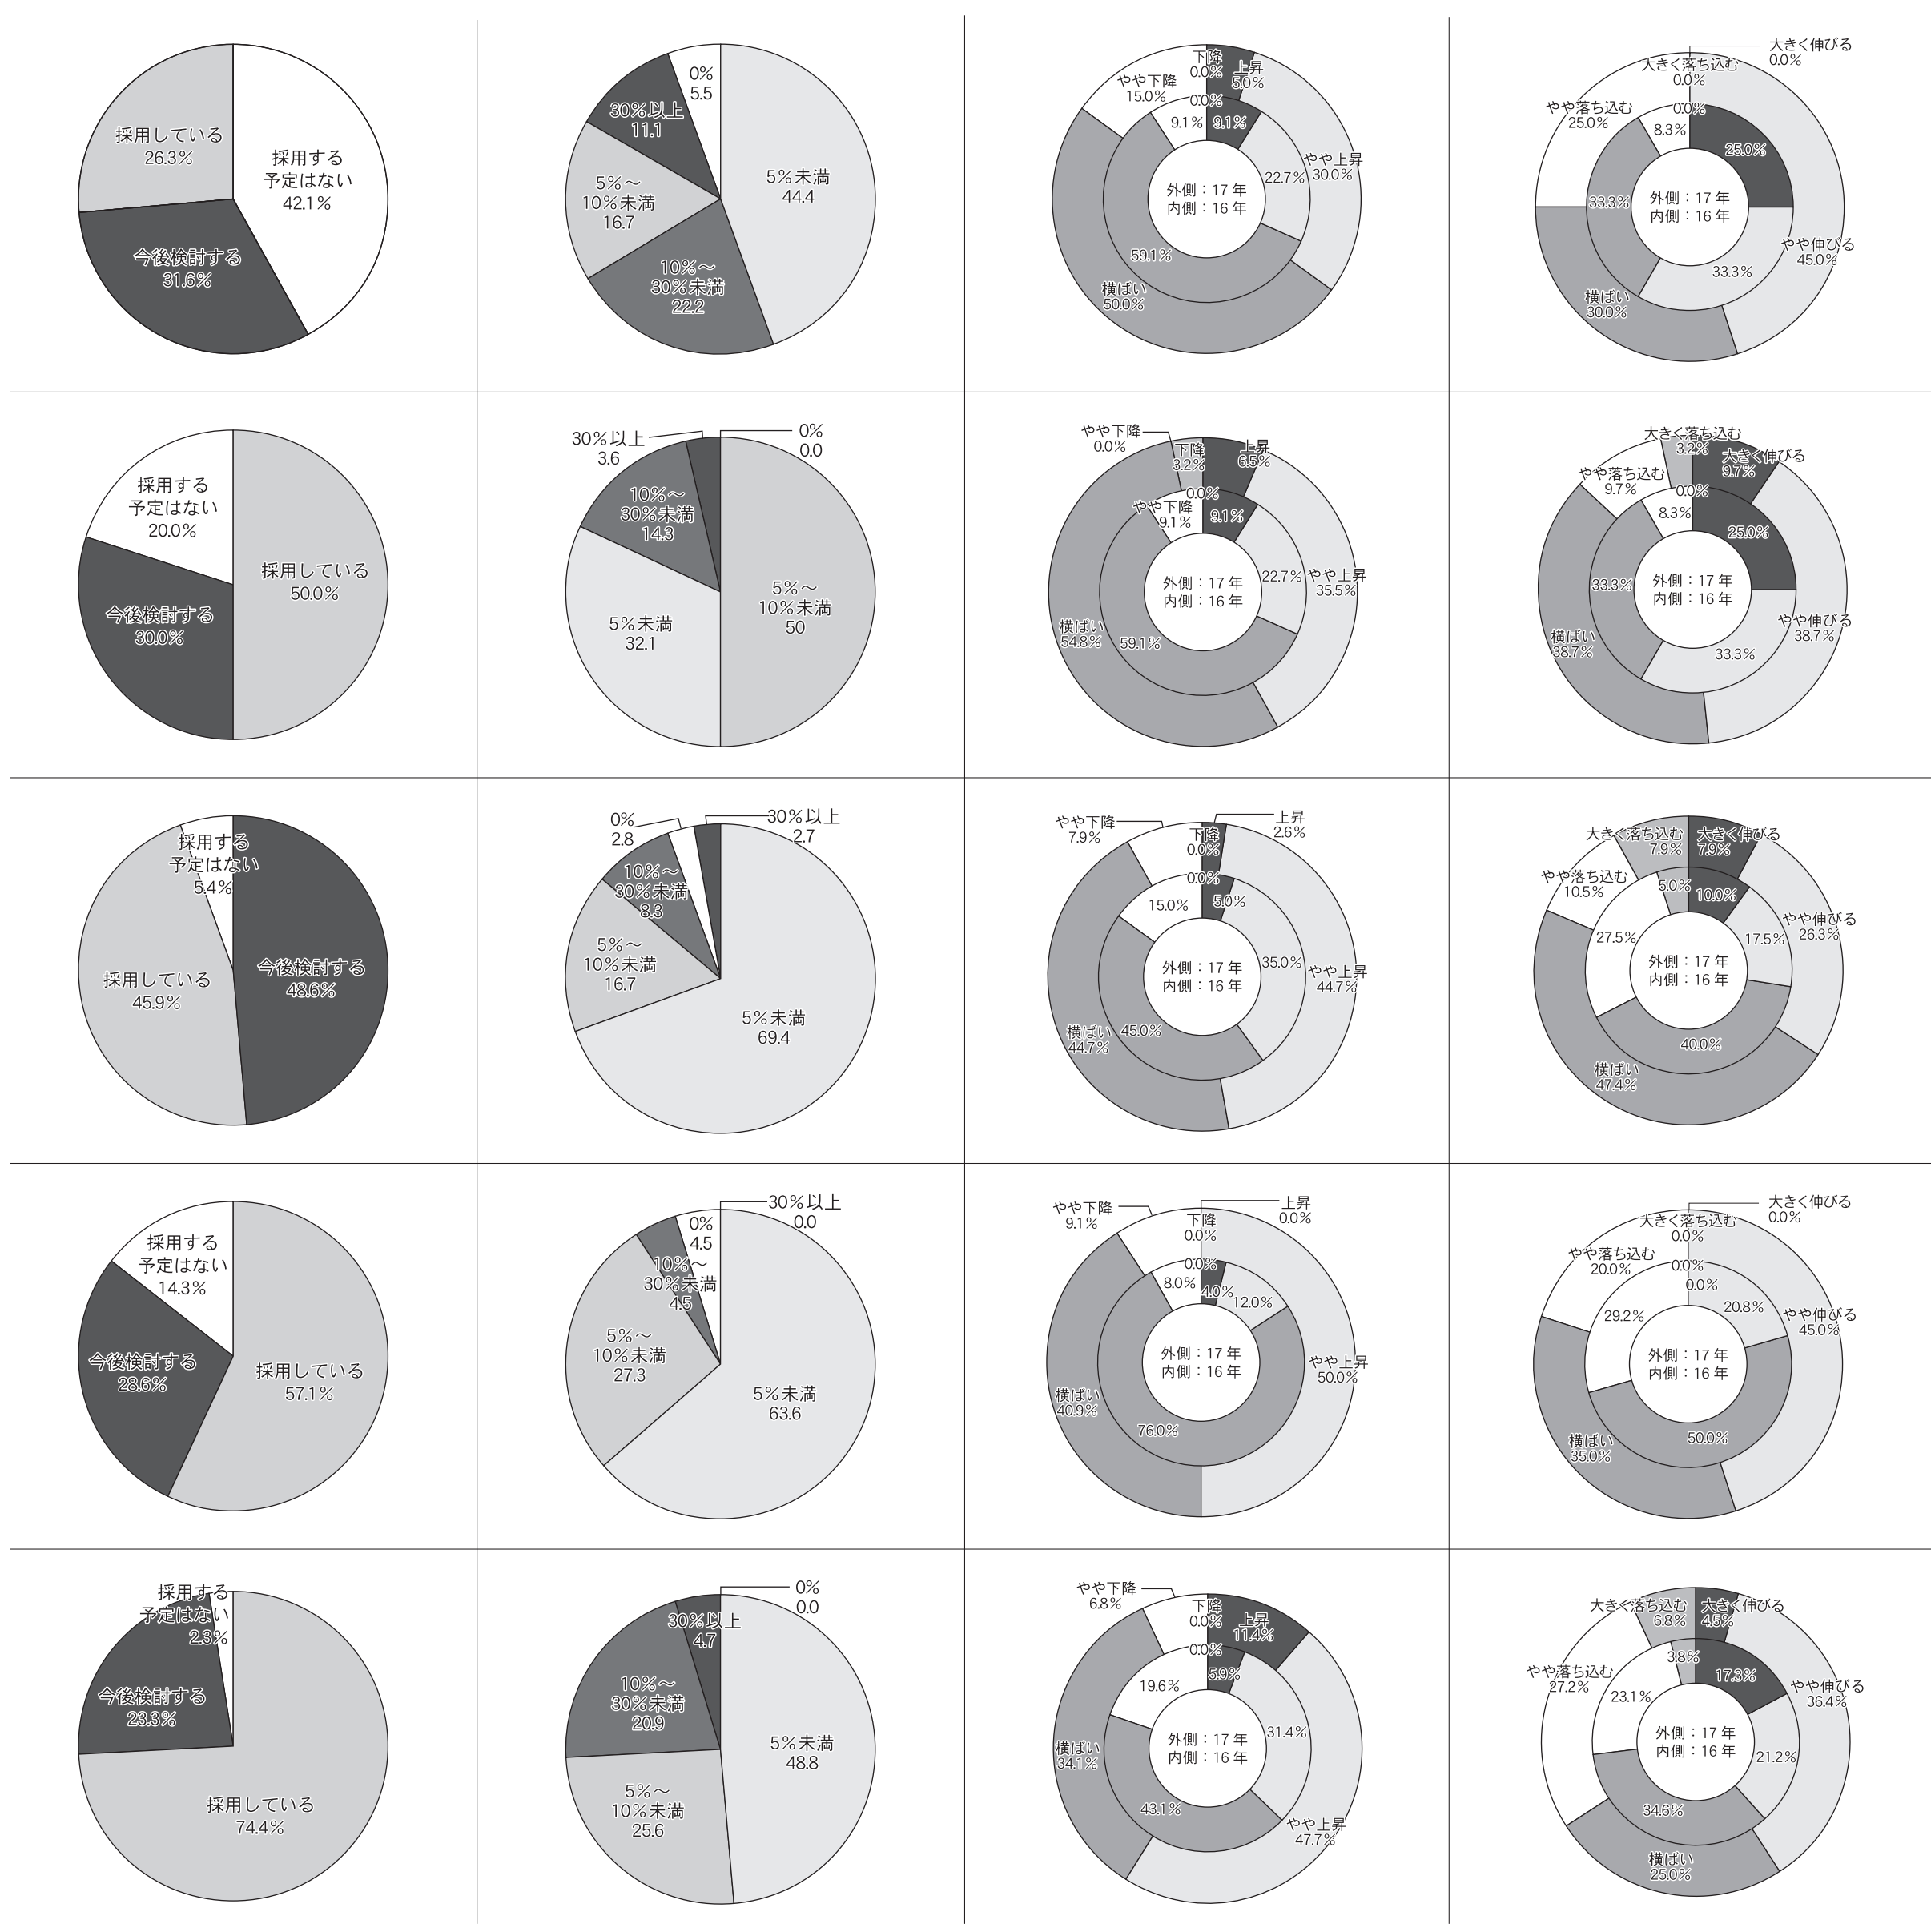 採用している
26.3%
採用する
予定はない
42.1%
今後検討する
31.6%
0%
5.5
30%以上
11.1
5%未満
44.4
5%～
10%未満
16.7
10%～
30%未満
22.2
下降
0.0%
上昇
5.0%
やや下降
15.0%
0.0%
9.1%
9.1%
やや上昇
30.0%
22.7%
外側：17年
内側：16年
59.1%
横ばい
50.0%
大きく伸びる
0.0%
大きく落ち込む
0.0%
やや落ち込む
25.0%
0.0%
8.3%
25.0%
33.3%
外側：17年
内側：16年
やや伸びる
45.0%
33.3%
横ばい
30.0%
採用する
予定はない
20.0%
採用している
50.0%
今後検討する
30.0%
30%以上
3.6
0%
0.0
10%～
30%未満
14.3
5%～
10%未満
50
5%未満
32.1
やや下降
0.0%
下降
3.2%
上昇
6.5%
0.0%
やや下降
9.1%
9.1%
22.7%
やや上昇
35.5%
外側：17年
内側：16年
横ばい
54.8%
59.1%
大きく落ち込む
3.2%
大きく伸びる
9.7%
やや落ち込む
9.7%
0.0%
8.3%
25.0%
33.3%
外側：17年
内側：16年
やや伸びる
38.7%
横ばい
38.7%
33.3%
採用する
予定はない
5.4%
今後検討する
48.6%
採用している
45.9%
0%
2.8
30%以上
2.7
10%～
30%未満
8.3
5%～
10%未満
16.7
5%未満
69.4
やや下降
7.9%
上昇
2.6%
下降
0.0%
0.0%
15.0%
5.0%
35.0%
やや上昇
44.7%
外側：17年
内側：16年
横ばい
44.7%
45.0%
大きく落ち込む
7.9%
大きく伸びる
7.9%
やや落ち込む
10.5%
5.0%
10.0%
やや伸びる
26.3%
27.5%
17.5%
外側：17年
内側：16年
40.0%
横ばい
47.4%
採用する
予定はない
14.3%
今後検討する
28.6%
採用している
57.1%
30%以上
0.0
0%
4.5
10%～
30%未満
4.5
5%～
10%未満
27.3
5%未満
63.6
やや下降
9.1%
上昇
0.0%
下降
0.0%
0.0%
8.0%
4.0%
12.0%
外側：17年
内側：16年
やや上昇
50.0%
横ばい
40.9%
76.0%
大きく伸びる
0.0%
大きく落ち込む
0.0%
やや落ち込む
20.0%
0.0%
0.0%
29.2%
20.8%
やや伸びる
45.0%
外側：17年
内側：16年
横ばい
35.0%
50.0%
採用する
予定はない
2.3%
今後検討する
23.3%
採用している
74.4%
0%
0.0
30%以上
4.7
10%～
30%未満
20.9
5%未満
48.8
5%～
10%未満
25.6
やや下降
6.8%
下降
0.0%
上昇
11.4%
0.0%
19.6%
5.9%
31.4%
外側：17年
内側：16年
横ばい
34.1%
43.1%
やや上昇
47.7%
大きく落ち込む
6.8%
大きく伸びる
4.5%
3.8%
17.3%
やや落ち込む
27.2%
23.1%
やや伸びる
36.4%
外側：17年
内側：16年
21.2%
34.6%
横ばい
25.0%